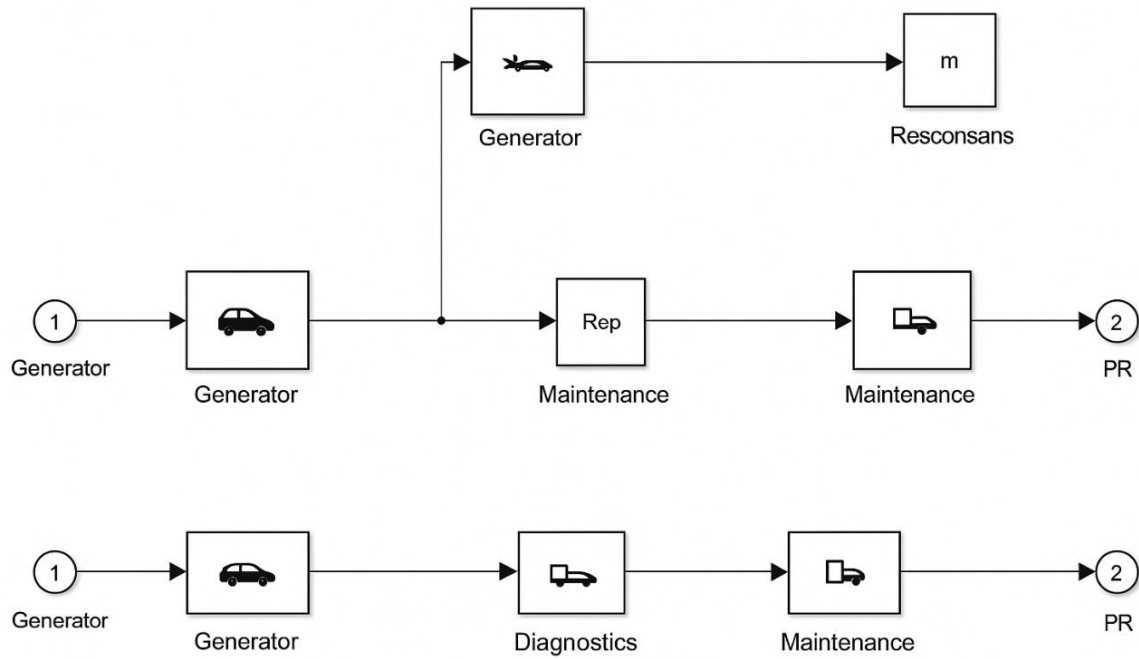 m
Generator
Resconsans
1
Rep
2
Generator
Generator
Maintenance
Maintenance
PR
1
2
Generator
Generator
Diagnostics
Maintenance
PR